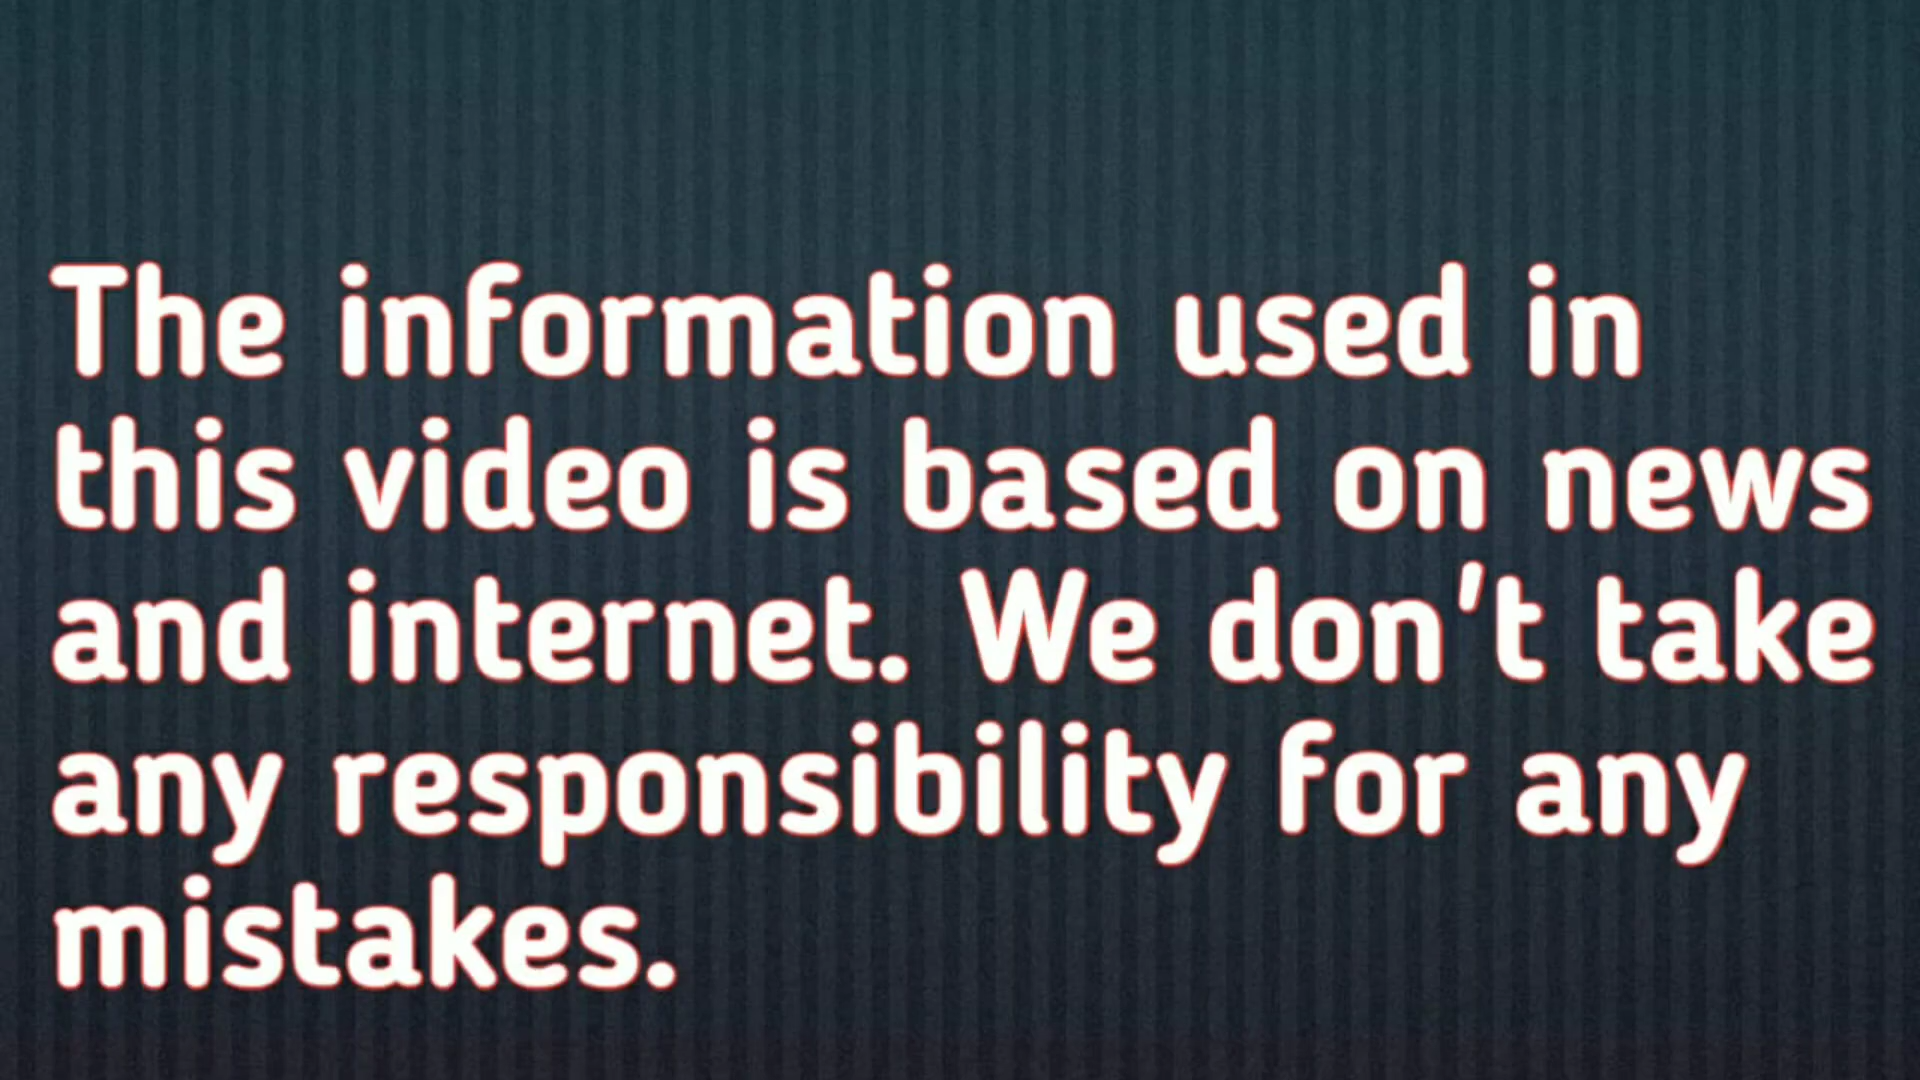 The information used in
this video is based on news
and internet. We don't take
any responsibility for any
mistakes.